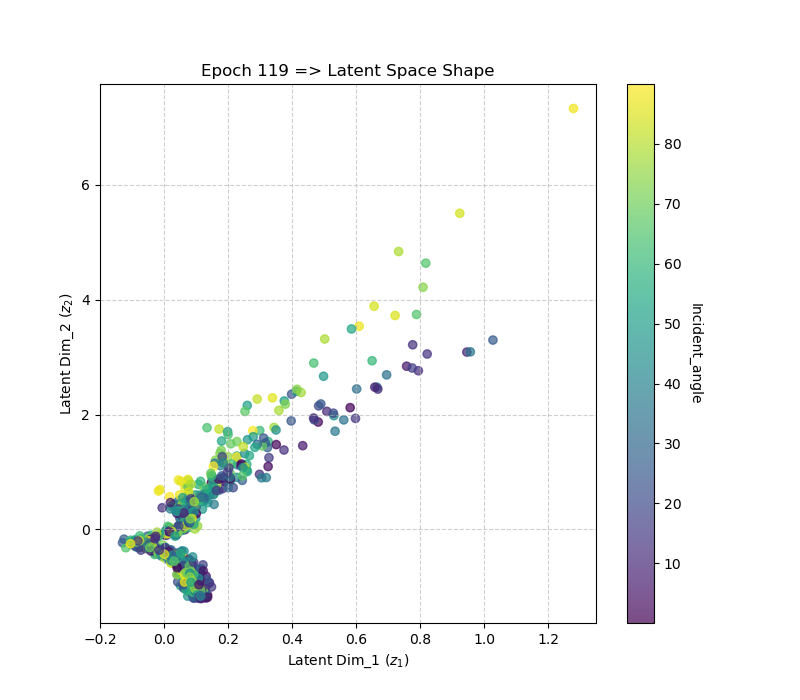 Epoch 119 => Latent Space Shape
6
4
2
0
Latent Dim_2 (z₂)
−0.2 0.0 0.2 0.4 0.6 0.8 1.0 1.2
Latent Dim_1 (z₁)
80
70
60
50
40
30
20
10
Incident_angle